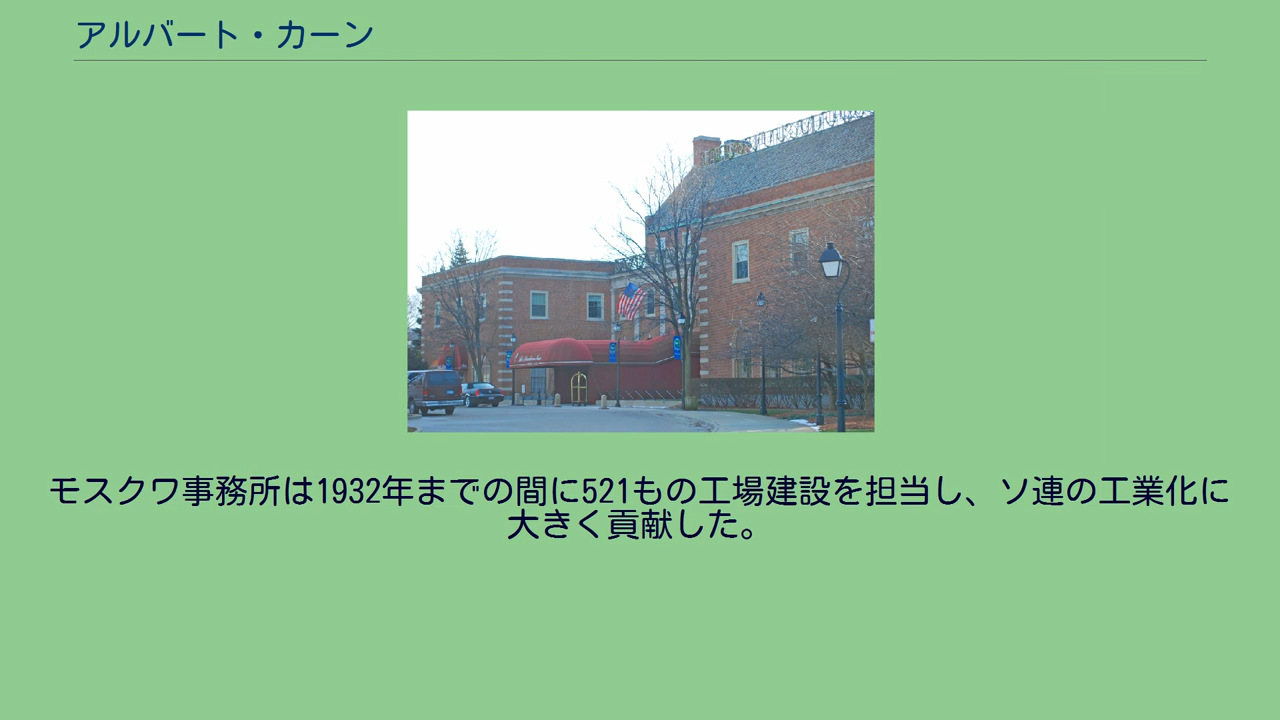 アルバート・カーン
モスクワ事務所は1932年までの間に521もの工場建設を担当し、ソ連の工業化に
大きく貢献した。